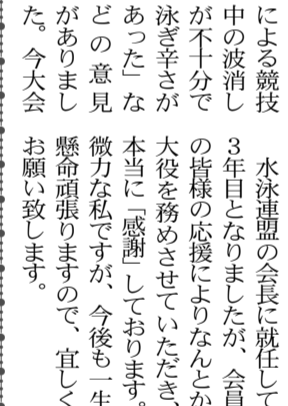 による競技
中の波消し
が不十分で
泳ぎ辛さが
あった」な
どの意見
がありまし
た。今大会
水泳連盟の会長に就任して
3年目となりましたが、会員
の皆様の応援によりなんとか
大役を務めさせていただき、
本当に「感謝」しております。
微力な私ですが、今後も一生
懸命頑張りますので、宜しく
お願い致します。